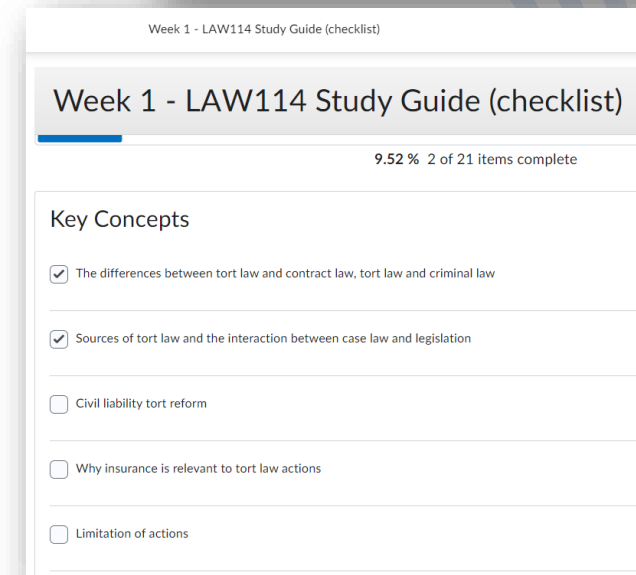 Week 1 - LAW114 Study Guide (checklist)
Week 1 - LAW114 Study Guide (checklist)
9.52 % 2 of 21 items complete
Key Concepts
The differences between tort law and contract law, tort law and criminal law
Sources of tort law and the interaction between case law and legislation
Civil liability tort reform
Why insurance is relevant to tort law actions
Limitation of actions